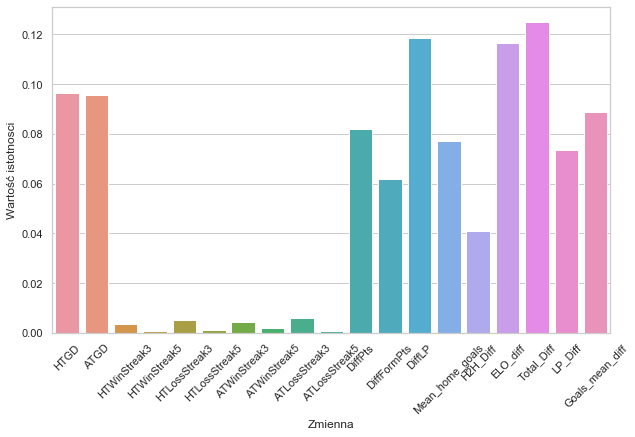 0.12
0.10
0.08
0.06
0.04
0.02
0.00
Wartość istotnosci
HTGD
ATGD
HTWinStreak3
HTWinStreak5
HTLossStreak3
HTLossStreak5
ATWinStreak3
ATWinStreak5
ATLossStreak3
ATLossStreak5
DiffPts
DiffFormPts
DiffLP
Mean_home_goals
H2H_Diff
ELO_diff
Total_Diff
LP_Diff
Goals_mean_diff
Zmienna